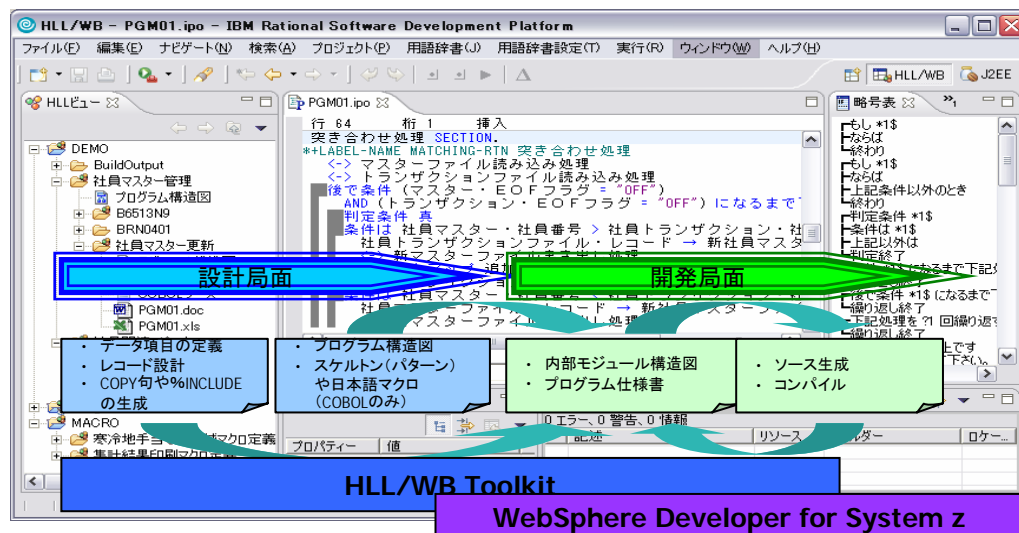 HLL/WB - PGM01.ipo - IBM Rational Software Development Platform
ファイル(F) 編集(E) ナビゲート(N) 検索(A) プロジェクト(P) 用語辞書(J) 用語辞書設定(T) 実行(R) ウィンドウ(W) ヘルプ(H)
HLL/WB J2EE
HLLビュー
DEMO
BuildOutput
社員マスター管理
プログラム構造図
B6513N9
BRN0401
社員マスター更新
PGM01.doc
PGM01.xls
MACRO
寒冷地手当
マクロ定義
PGM01.ipo
行 64 桁 1 挿入
突き合わせ処理 SECTION.
*+LABEL-NAME MATCHING-RTN 突き合わせ処理
<-> マスターファイル読み込み処理
<-> トランザクションファイル読み込み処理
後で条件 (マスター・EOFフラグ = "OFF")
AND (トランザクション・EOFフラグ = "OFF") になるまで
判定条件 真
条件は 社員マスター・社員番号 > 社員トランザクション・社
社員トランザクションファイル・レコード → 新社員マスタ
略号表
もし *1$
ならば
終わり
もし *1$
ならば
上記条件以外のとき
終わり
判定条件 *1$
条件は *1$
上記以外は
判定終了
後で条件 *1$ になるまで
繰り返し終了
下記処理を ?1 回繰り返す
繰り返し終了
設計局面
開発局面
・ データ項目の定義
・ レコード設計
・ COPY句や%INCLUDE
の生成
・ プログラム構造図
・ スケルトン(パターン)
や日本語マクロ
(COBOLのみ)
・ 内部モジュール構造図
・ プログラム仕様書
・ ソース生成
・ コンパイル
0 エラー、0 警告、0 情報
プロパティー 値
記述 リソース ロケー...
HLL/WB Toolkit
WebSphere Developer for System z